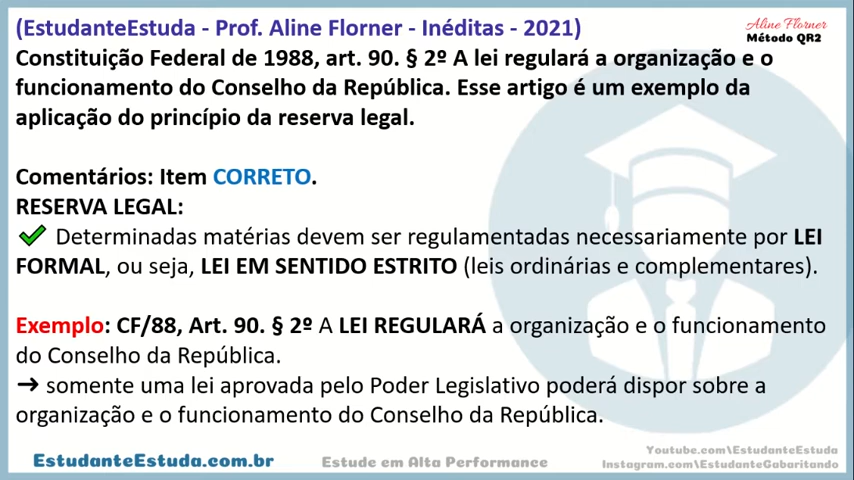 (EstudanteEstuda - Prof. Aline Florner - Inéditas - 2021)
Aline Florner
Método QR2
Constituição Federal de 1988, art. 90. § 2º A lei regulará a organização e o
funcionamento do Conselho da República. Esse artigo é um exemplo da
aplicação do princípio da reserva legal.
Comentários: Item CORRETO.
RESERVA LEGAL:
✔ Determinadas matérias devem ser regulamentadas necessariamente por LEI
FORMAL, ou seja, LEI EM SENTIDO ESTRITO (leis ordinárias e complementares).
Exemplo: CF/88, Art. 90. § 2º A LEI REGULARÁ a organização e o funcionamento
do Conselho da República.
➜ somente uma lei aprovada pelo Poder Legislativo poderá dispor sobre a
organização e o funcionamento do Conselho da República.
EstudanteEstuda.com.br
Estude em Alta Performance
Youtube.com\EstudanteEstuda
Instagram.com/EstudanteGabaritando